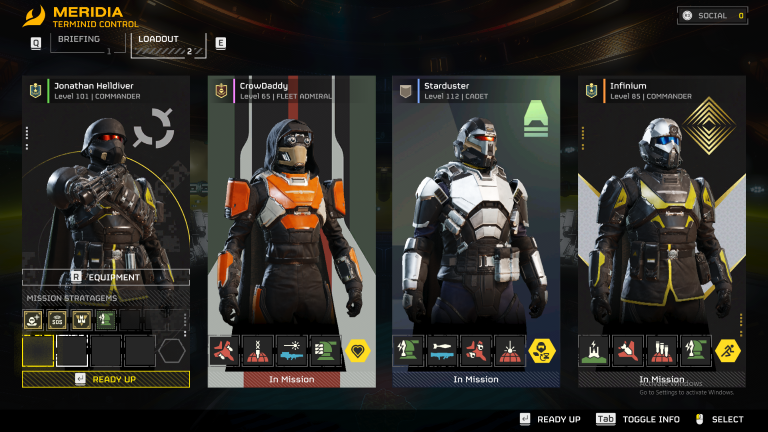 MERIDIA
TERMINID CONTROL
SOCIAL 0
Q
BRIEFING
1
LOADOUT
2
E
Jonathan Helldiver
Level 101 | COMMANDER
CrowDaddy
Level 65 | FLEET ADMIRAL
Starduster
Level 112 | CADET
Infinium
Level 85 | COMMANDER
R EQUIPMENT
MISSION STRATAGEMS
SOS
READY UP
In Mission
In Mission
In Mission
Activate Windows
Go to Settings to activate Windows.
READY UP
Tab TOGGLE INFO
SELECT